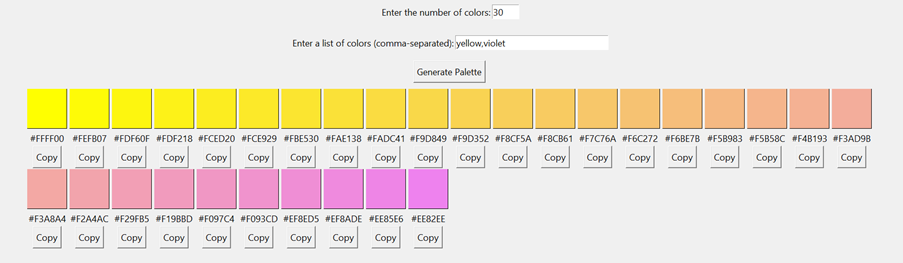 Enter the number of colors: 30
Enter a list of colors (comma-separated): yellow,violet
Generate Palette
#FFFF00 #FEFB07 #FDF60F #FDF218 #FCED20 #FCE929 #FBE530 #FAE138 #FADC41 #F9D849 #F9D352 #F8CF5A #F8CB61 #F7C76A #F6C272 #F6BE7B #F5B983 #F5B58C #F4B193 #F3AD9B
Copy Copy Copy Copy Copy Copy Copy Copy Copy Copy Copy Copy Copy Copy Copy Copy Copy Copy Copy Copy
#F3A8A4 #F2A4AC #F29FB5 #F19BBD #F097C4 #F093CD #EF8ED5 #EF8ADE #EE85E6 #EE82EE
Copy Copy Copy Copy Copy Copy Copy Copy Copy Copy